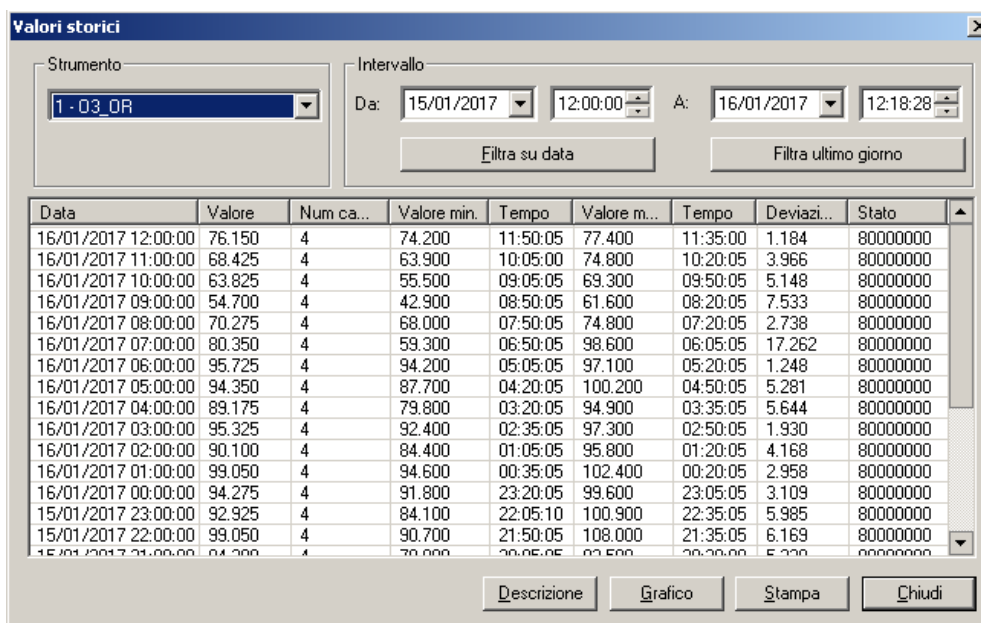 Valori storici
Strumento
Intervallo
1 - O3_OR
Da: 15/01/2017 12:00:00 A: 16/01/2017 12:18:28
Filtra su data Filtra ultimo giorno
Data Valore Num ca... Valore min. Tempo Valore m... Tempo Deviazi... Stato
16/01/2017 12:00:00 76.150 4 74.200 11:50:05 77.400 11:35:00 1.184 80000000
16/01/2017 11:00:00 68.425 4 63.900 10:05:00 74.800 10:20:05 3.966 80000000
16/01/2017 10:00:00 63.825 4 55.500 09:05:05 69.300 09:50:05 5.148 80000000
16/01/2017 09:00:00 54.700 4 42.900 08:50:05 61.600 08:20:05 7.533 80000000
16/01/2017 08:00:00 70.275 4 68.000 07:50:05 74.800 07:20:05 2.738 80000000
16/01/2017 07:00:00 80.350 4 59.300 06:50:05 98.600 06:05:05 17.262 80000000
16/01/2017 06:00:00 95.725 4 94.200 05:05:05 97.100 05:20:05 1.248 80000000
16/01/2017 05:00:00 94.350 4 87.700 04:20:05 100.200 04:50:05 5.281 80000000
16/01/2017 04:00:00 89.175 4 79.800 03:20:05 94.900 03:35:05 5.644 80000000
16/01/2017 03:00:00 95.325 4 92.400 02:35:05 97.300 02:50:05 1.930 80000000
16/01/2017 02:00:00 90.100 4 84.400 01:05:05 95.800 01:20:05 4.168 80000000
16/01/2017 01:00:00 99.050 4 94.600 00:35:05 102.400 00:20:05 2.958 80000000
16/01/2017 00:00:00 94.275 4 91.800 23:20:05 99.600 23:05:05 3.109 80000000
15/01/2017 23:00:00 92.925 4 84.100 22:05:10 100.900 22:35:05 5.985 80000000
15/01/2017 22:00:00 99.050 4 90.700 21:50:05 108.000 21:35:05 6.169 80000000
15/01/2017 21:00:00 4
Descrizione Grafico Stampa Chiudi